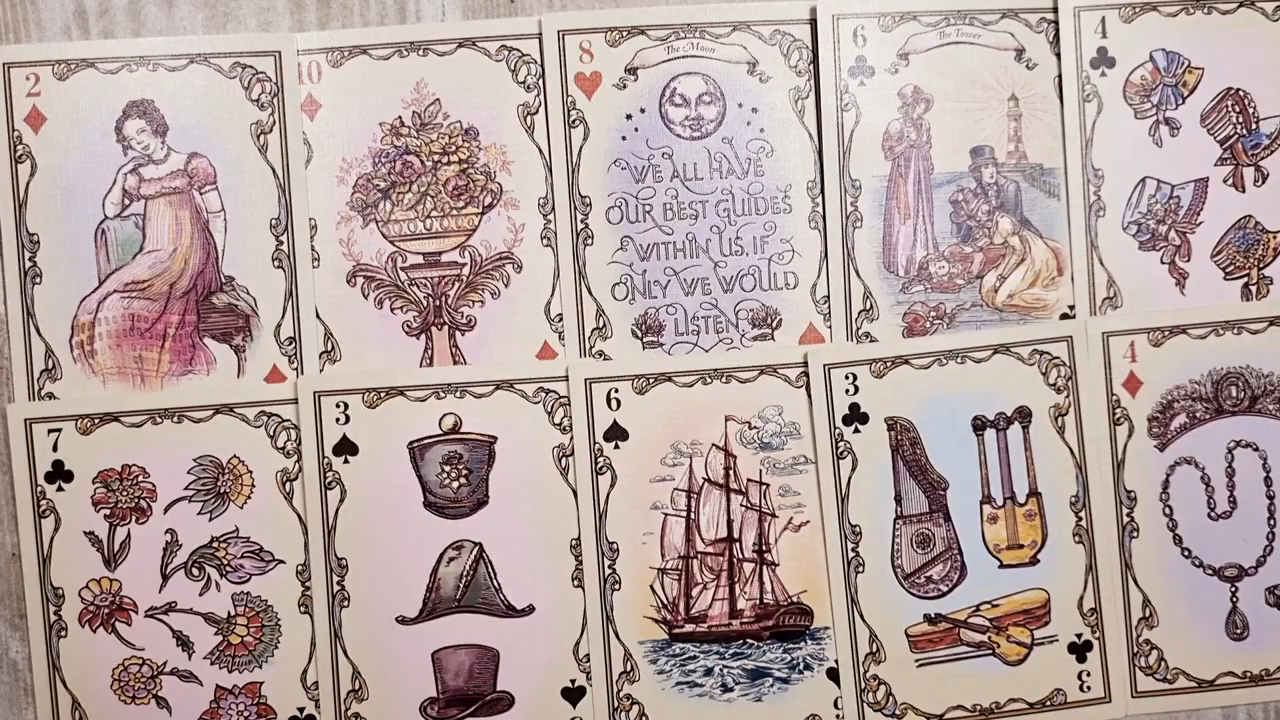 2
10
8
The Moon
WE ALL HAVE
OUR BEST GUIDES
WITHIN US, IF
ONLY WE WOULD
LISTEN
6
The Tower
4
7
3
6
3
3
4